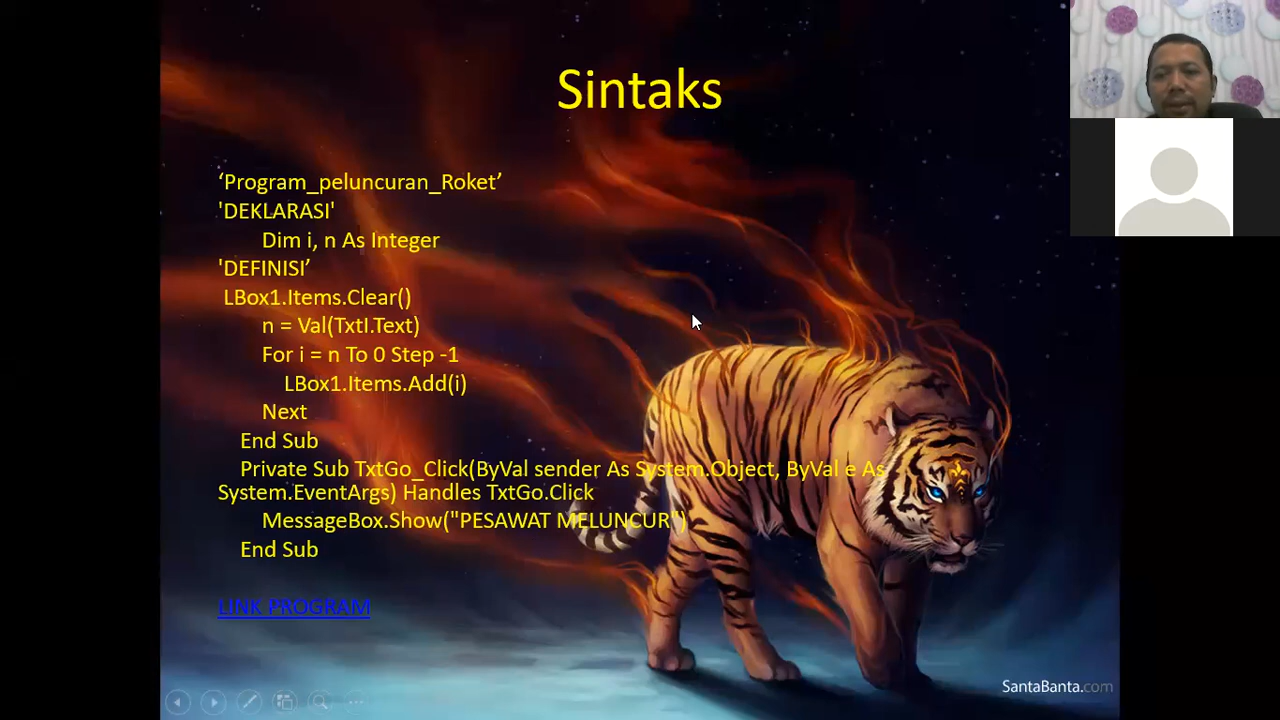 Sintaks
‘Program_peluncuran_Roket’
'DEKLARASI'
Dim i, n As Integer
'DEFINISI’
LBox1.Items.Clear()
n = Val(TxtI.Text)
For i = n To 0 Step -1
LBox1.Items.Add(i)
Next
End Sub
Private Sub TxtGo_Click(ByVal sender As System.Object, ByVal e As
System.EventArgs) Handles TxtGo.Click
MessageBox.Show("PESAWAT MELUNCUR")
End Sub
LINK PROGRAM
SantaBanta.com